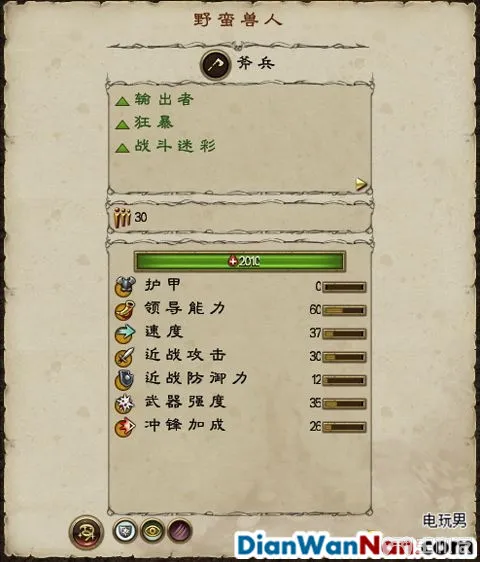 野蛮兽人
斧兵
输出者
狂暴
战斗迷彩
30
2010
护甲 0
领导能力 60
速度 37
近战攻击 30
近战防御力 12
武器强度 35
冲锋加成 26
电玩男
DianWanNan.com